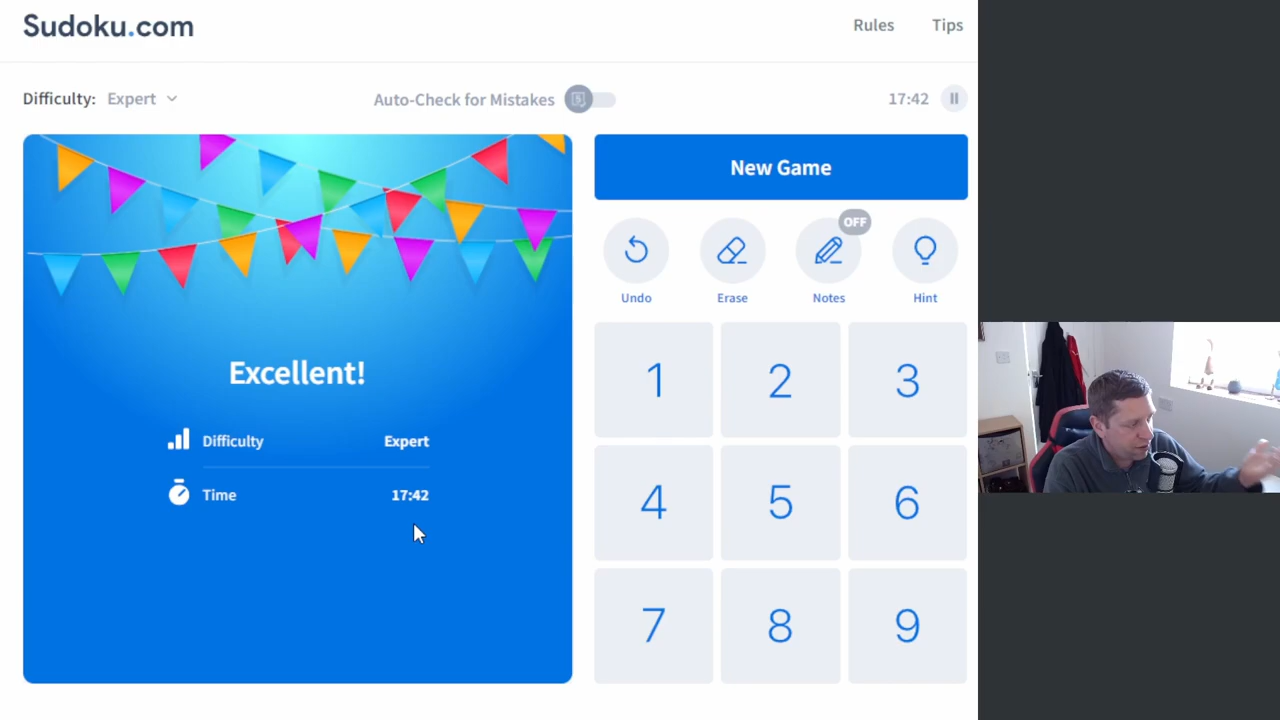 Sudoku.com
Rules
Tips
Difficulty: Expert
Auto-Check for Mistakes
17:42
New Game
OFF
Undo
Erase
Notes
Hint
Excellent!
Difficulty Expert
Time 17:42
1 2 3
4 5 6
7 8 9